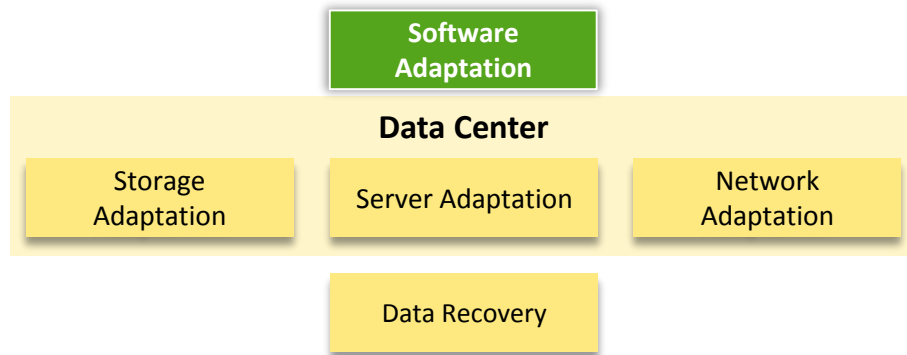 Software
Adaptation
Data Center
Storage
Adaptation
Server Adaptation
Network
Adaptation
Data Recovery